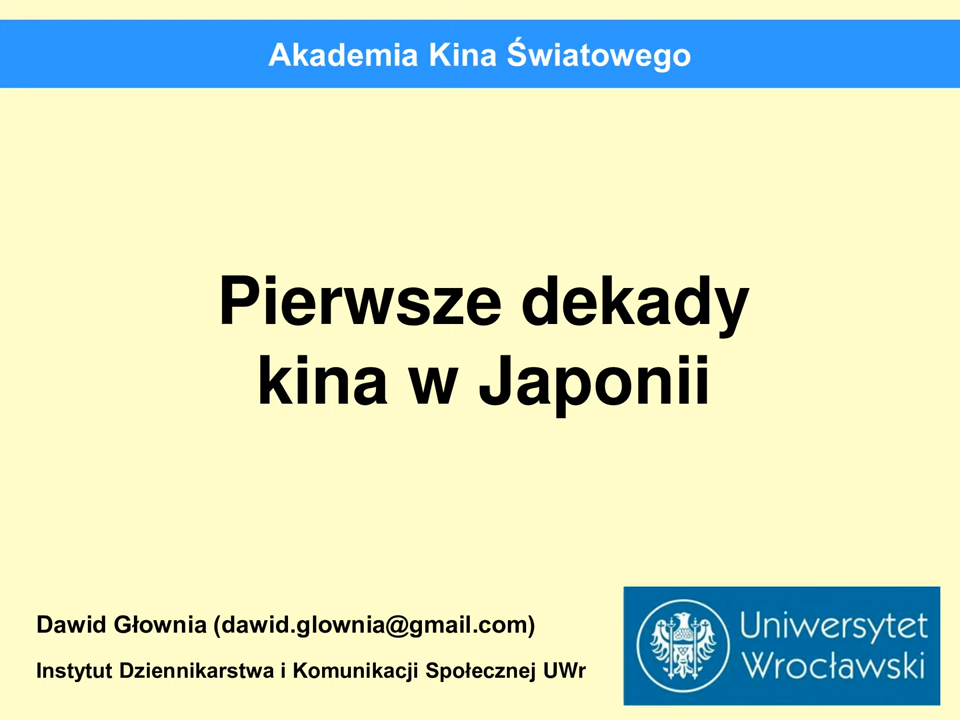 Akademia Kina Światowego
Pierwsze dekady
kina w Japonii
Dawid Głownia (dawid.glownia@gmail.com)
Instytut Dziennikarstwa i Komunikacji Społecznej UWr
Uniwersytet
Wrocławski